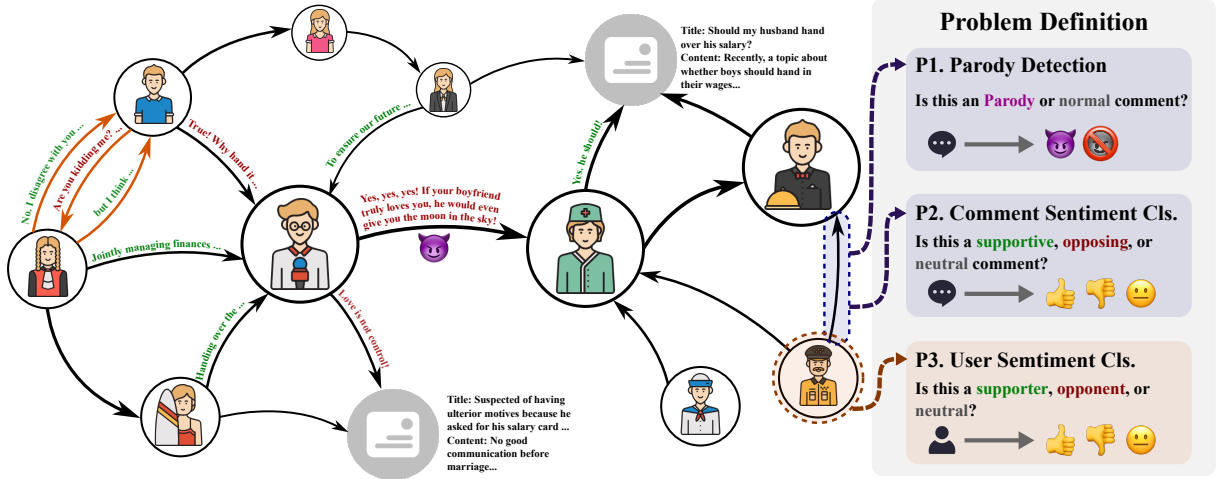 No. I disagree with you ...
Are you kidding me? ...
but I think ...
True! Why hand it ...
Jointly managing finances ...
Handing over the ...
To ensure our future ...
Yes, yes, yes! If your boyfriend
truly loves you, he would even
give you the moon in the sky!
Love is not control!
Yes, he should!
Title: Should my husband hand
over his salary?
Content: Recently, a topic about
whether boys should hand in
their wages...
Title: Suspected of having
ulterior motives because he
asked for his salary card ...
Content: No good
communication before
marriage...
Problem Definition
P1. Parody Detection
Is this an Parody or normal comment?
P2. Comment Sentiment Cls.
Is this a supportive, opposing, or
neutral comment?
P3. User Semtiment Cls.
Is this a supporter, opponent, or
neutral?